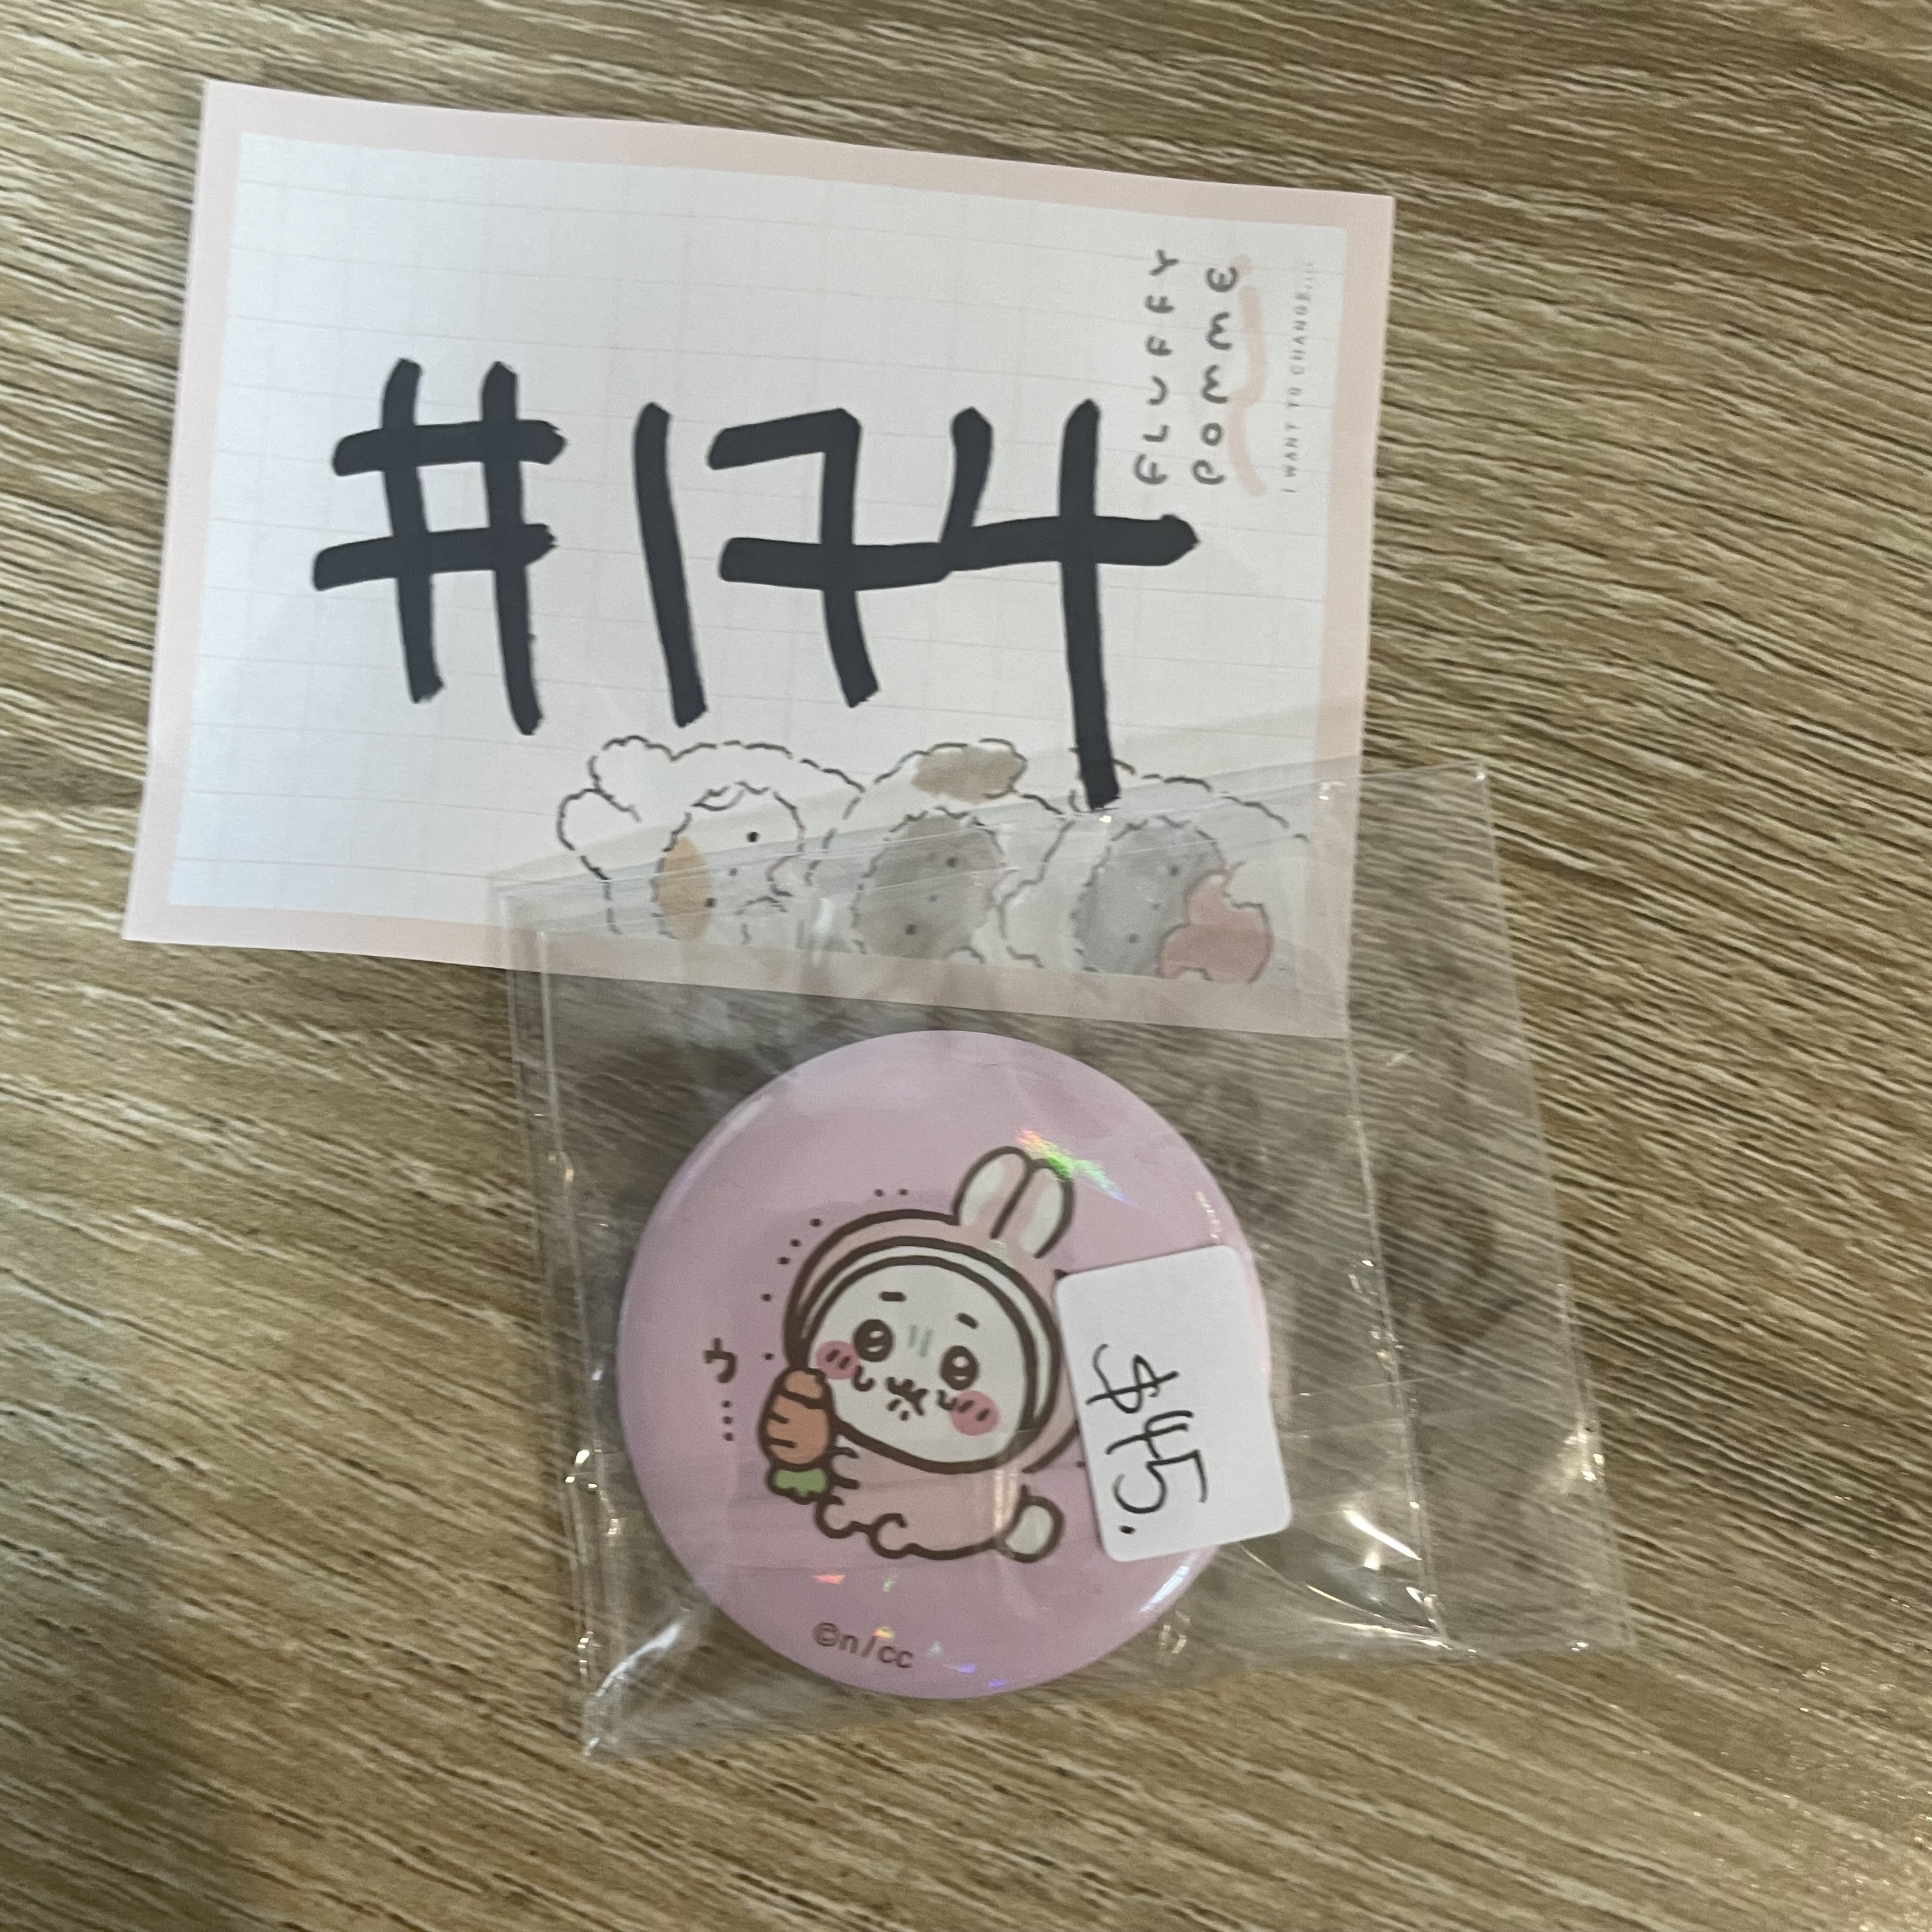 #174
FLUFFY
POMME
I WANT TO CHANGE...
ウ...
$45.
©n/cc